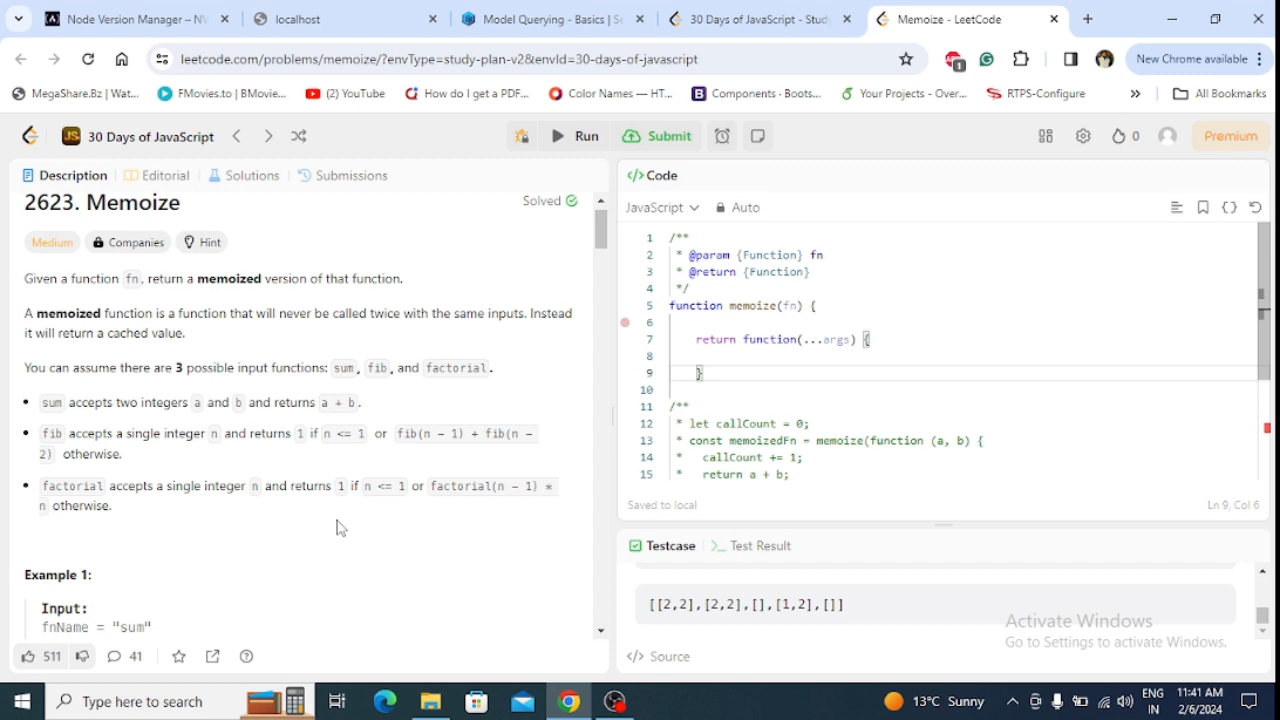 Node Version Manager – NV
localhost
Model Querying - Basics | Se
30 Days of JavaScript - Stud
Memoize - LeetCode
leetcode.com/problems/memoize/?envType=study-plan-v2&envId=30-days-of-javascript
1
New Chrome available
MegaShare.Bz | Wat...
FMovies.to | BMovie...
(2) YouTube
How do I get a PDF...
Color Names — HT...
Components · Boots...
Your Projects - Over...
RTPS-Configure
»
All Bookmarks
JS
30 Days of JavaScript
Run
Submit
0
Premium
Description
Editorial
Solutions
Submissions
2623. Memoize
Solved
Medium
Companies
Hint
Given a function fn, return a memoized version of that function.
A memoized function is a function that will never be called twice with the same inputs. Instead
it will return a cached value.
You can assume there are 3 possible input functions: sum, fib, and factorial.
• sum accepts two integers a and b and returns a + b.
• fib accepts a single integer n and returns 1 if n <= 1 or fib(n - 1) + fib(n -
2) otherwise.
• factorial accepts a single integer n and returns 1 if n <= 1 or factorial(n - 1) *
n otherwise.
Example 1:
Input:
fnName = "sum"
511
41
</> Code
JavaScript
Auto
1 /**
2 * @param {Function} fn
3 * @return {Function}
4 */
5 function memoize(fn) {
6
7 return function(...args) {
8
9 }
10
11 /**
12 * let callCount = 0;
13 * const memoizedFn = memoize(function (a, b) {
14 * callCount += 1;
15 * return a + b;
Saved to local
Ln 9, Col 6
Testcase
Test Result
[[2,2],[2,2],[],[1,2],[]]
Activate Windows
Go to Settings to activate Windows.
</> Source
Type here to search
13°C Sunny
ENG
IN
11:41 AM
2/6/2024